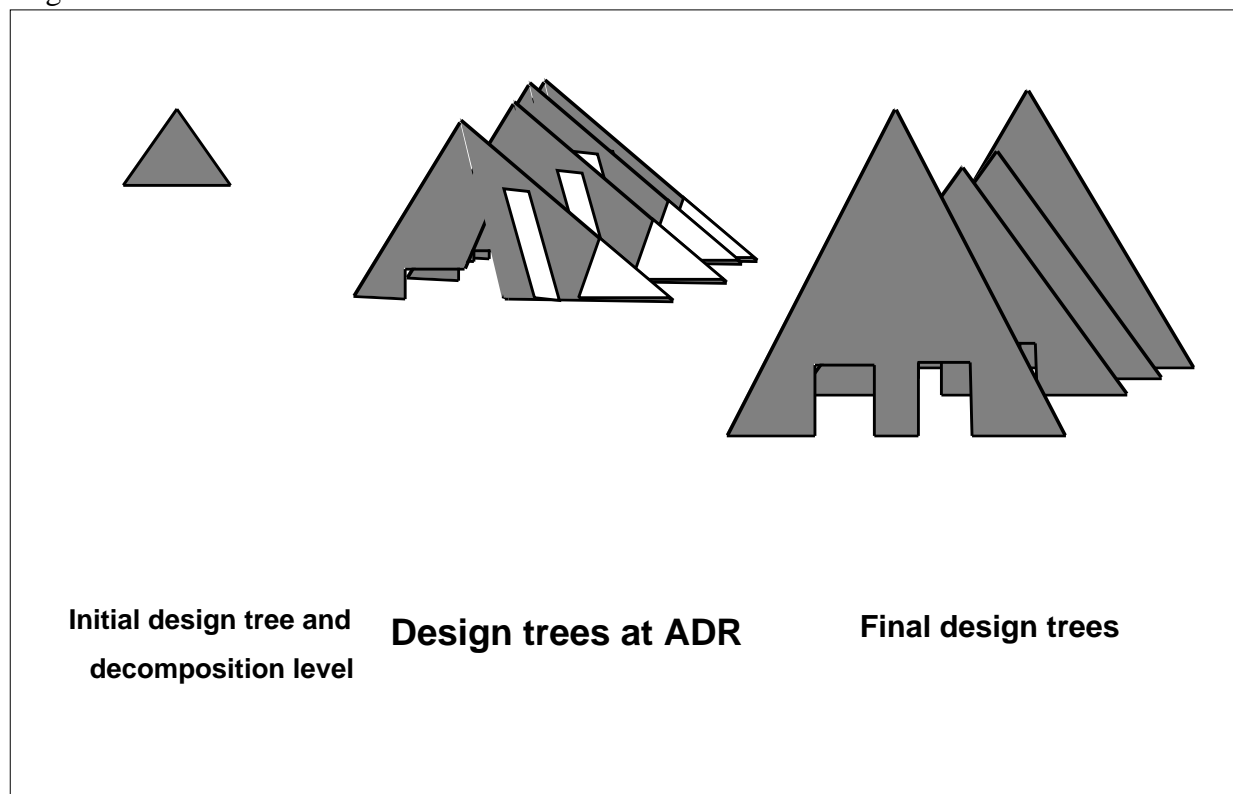 Initial design tree and
decomposition level
Design trees at ADR
Final design trees